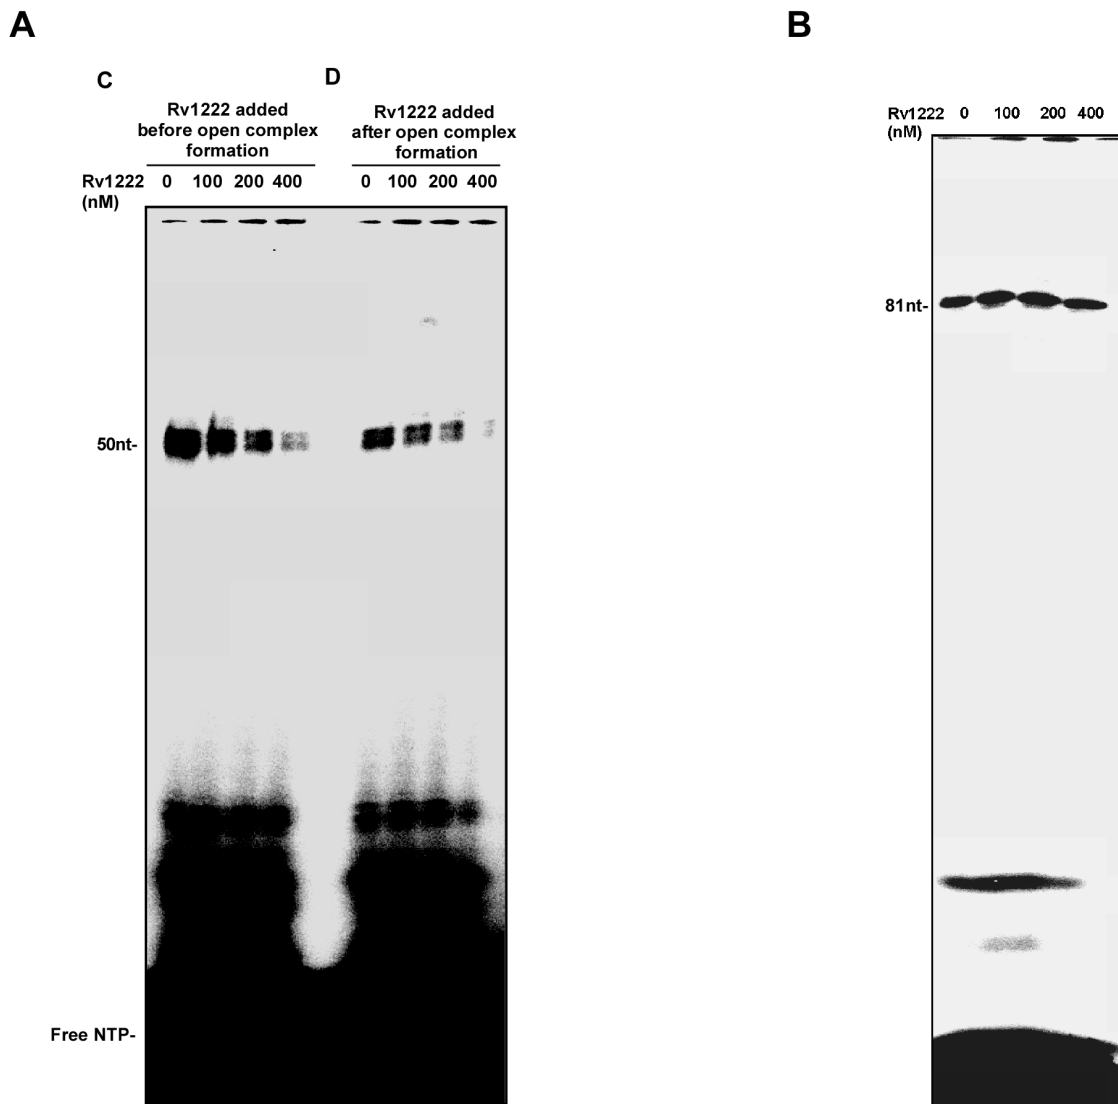 A
B
C
D
Rv1222 added
before open complex
formation
Rv1222 added
after open complex
formation
Rv1222 0 100 200 400 0 100 200 400
(nM)
50nt-
Free NTP-
Rv1222 0 100 200 400
(nM)
81nt-